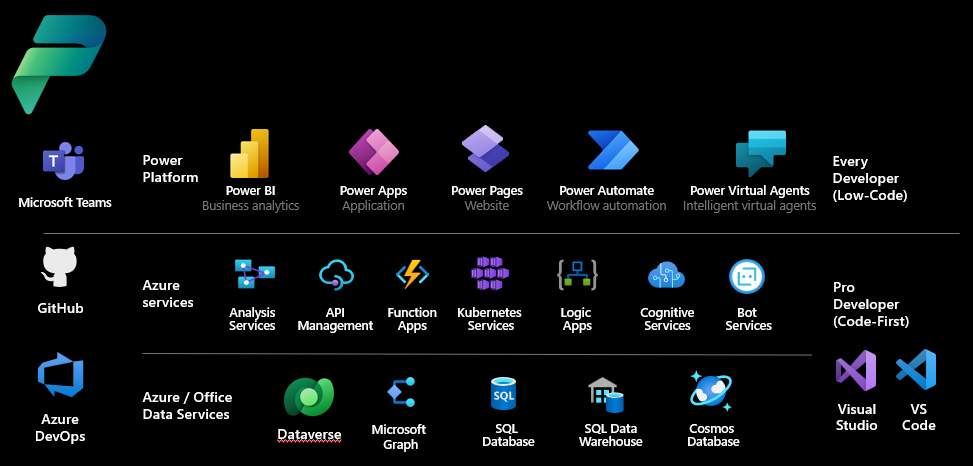 Microsoft Teams
Power
Platform
Power BI
Business analytics
Power Apps
Application
Power Pages
Website
Power Automate
Workflow automation
Power Virtual Agents
Intelligent virtual agents
Every
Developer
(Low-Code)
GitHub
Azure
services
Analysis
Services
API
Management
Function
Apps
Kubernetes
Services
Logic
Apps
Cognitive
Services
Bot
Services
Pro
Developer
(Code-First)
Azure
DevOps
Azure / Office
Data Services
Dataverse
Microsoft
Graph
SQL
SQL
Database
SQL
SQL Data
Warehouse
Cosmos
Database
Visual
Studio
VS
Code